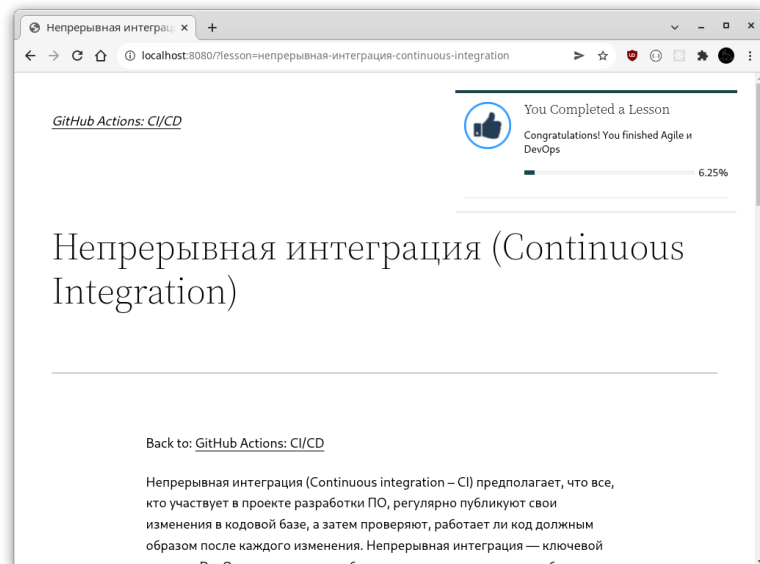 Непрерывная интеграц
localhost:8080/?lesson=непрерывная-интеграция-continuous-integration
GitHub Actions: CI/CD
You Completed a Lesson
Congratulations! You finished Agile и
DevOps
6.25%
Непрерывная интеграция (Continuous
Integration)
Back to: GitHub Actions: CI/CD
Непрерывная интеграция (Continuous integration – CI) предполагает, что все,
кто участвует в проекте разработки ПО, регулярно публикуют свои
изменения в кодовой базе, а затем проверяют, работает ли код должным
образом после каждого изменения. Непрерывная интеграция — ключевой